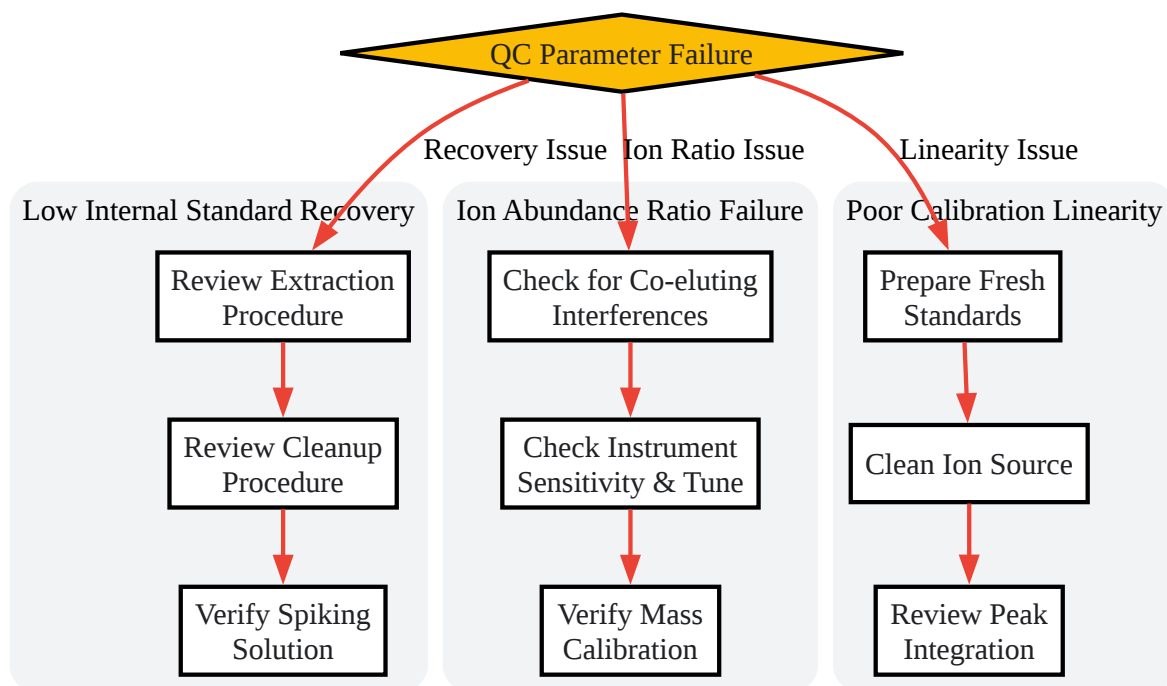 QC Parameter Failure
Recovery Issue
Ion Ratio Issue
Linearity Issue
Low Internal Standard Recovery
Ion Abundance Ratio Failure
Poor Calibration Linearity
Review Extraction
Procedure
Check for Co-eluting
Interferences
Prepare Fresh
Standards
Review Cleanup
Procedure
Check Instrument
Sensitivity & Tune
Clean Ion Source
Verify Spiking
Solution
Verify Mass
Calibration
Review Peak
Integration